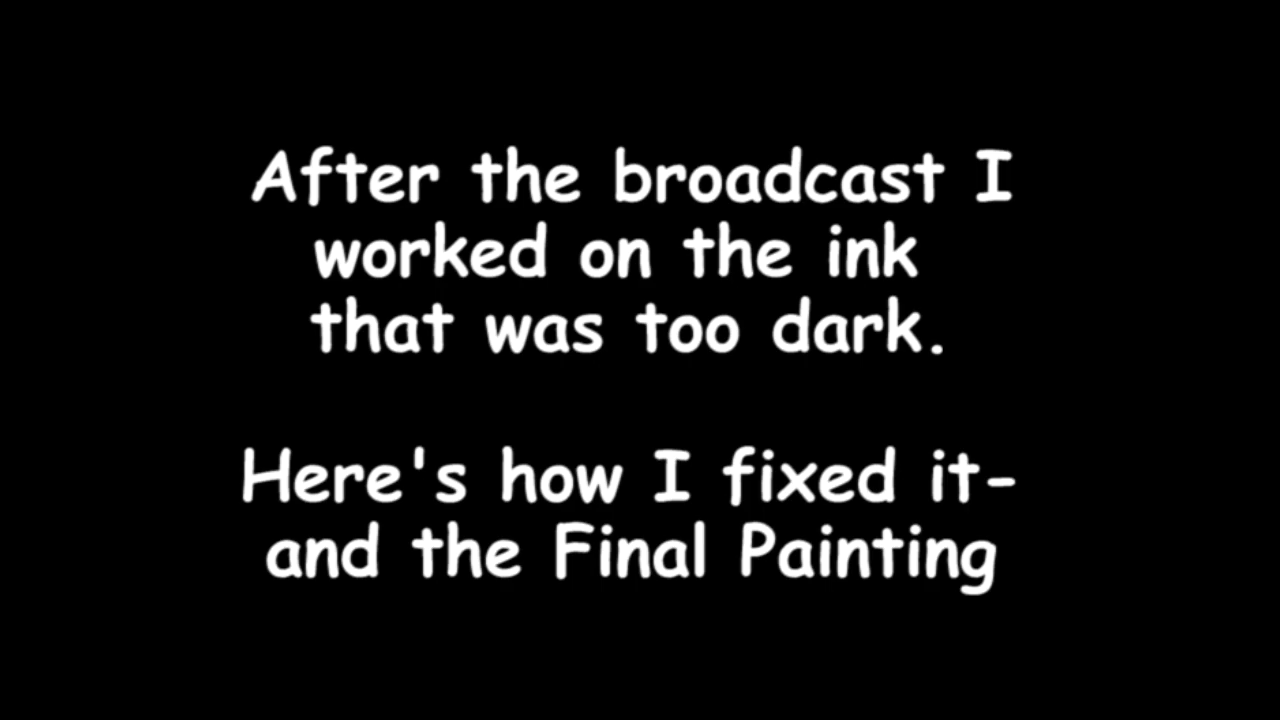 After the broadcast I
worked on the ink
that was too dark.
Here's how I fixed it-
and the Final Painting